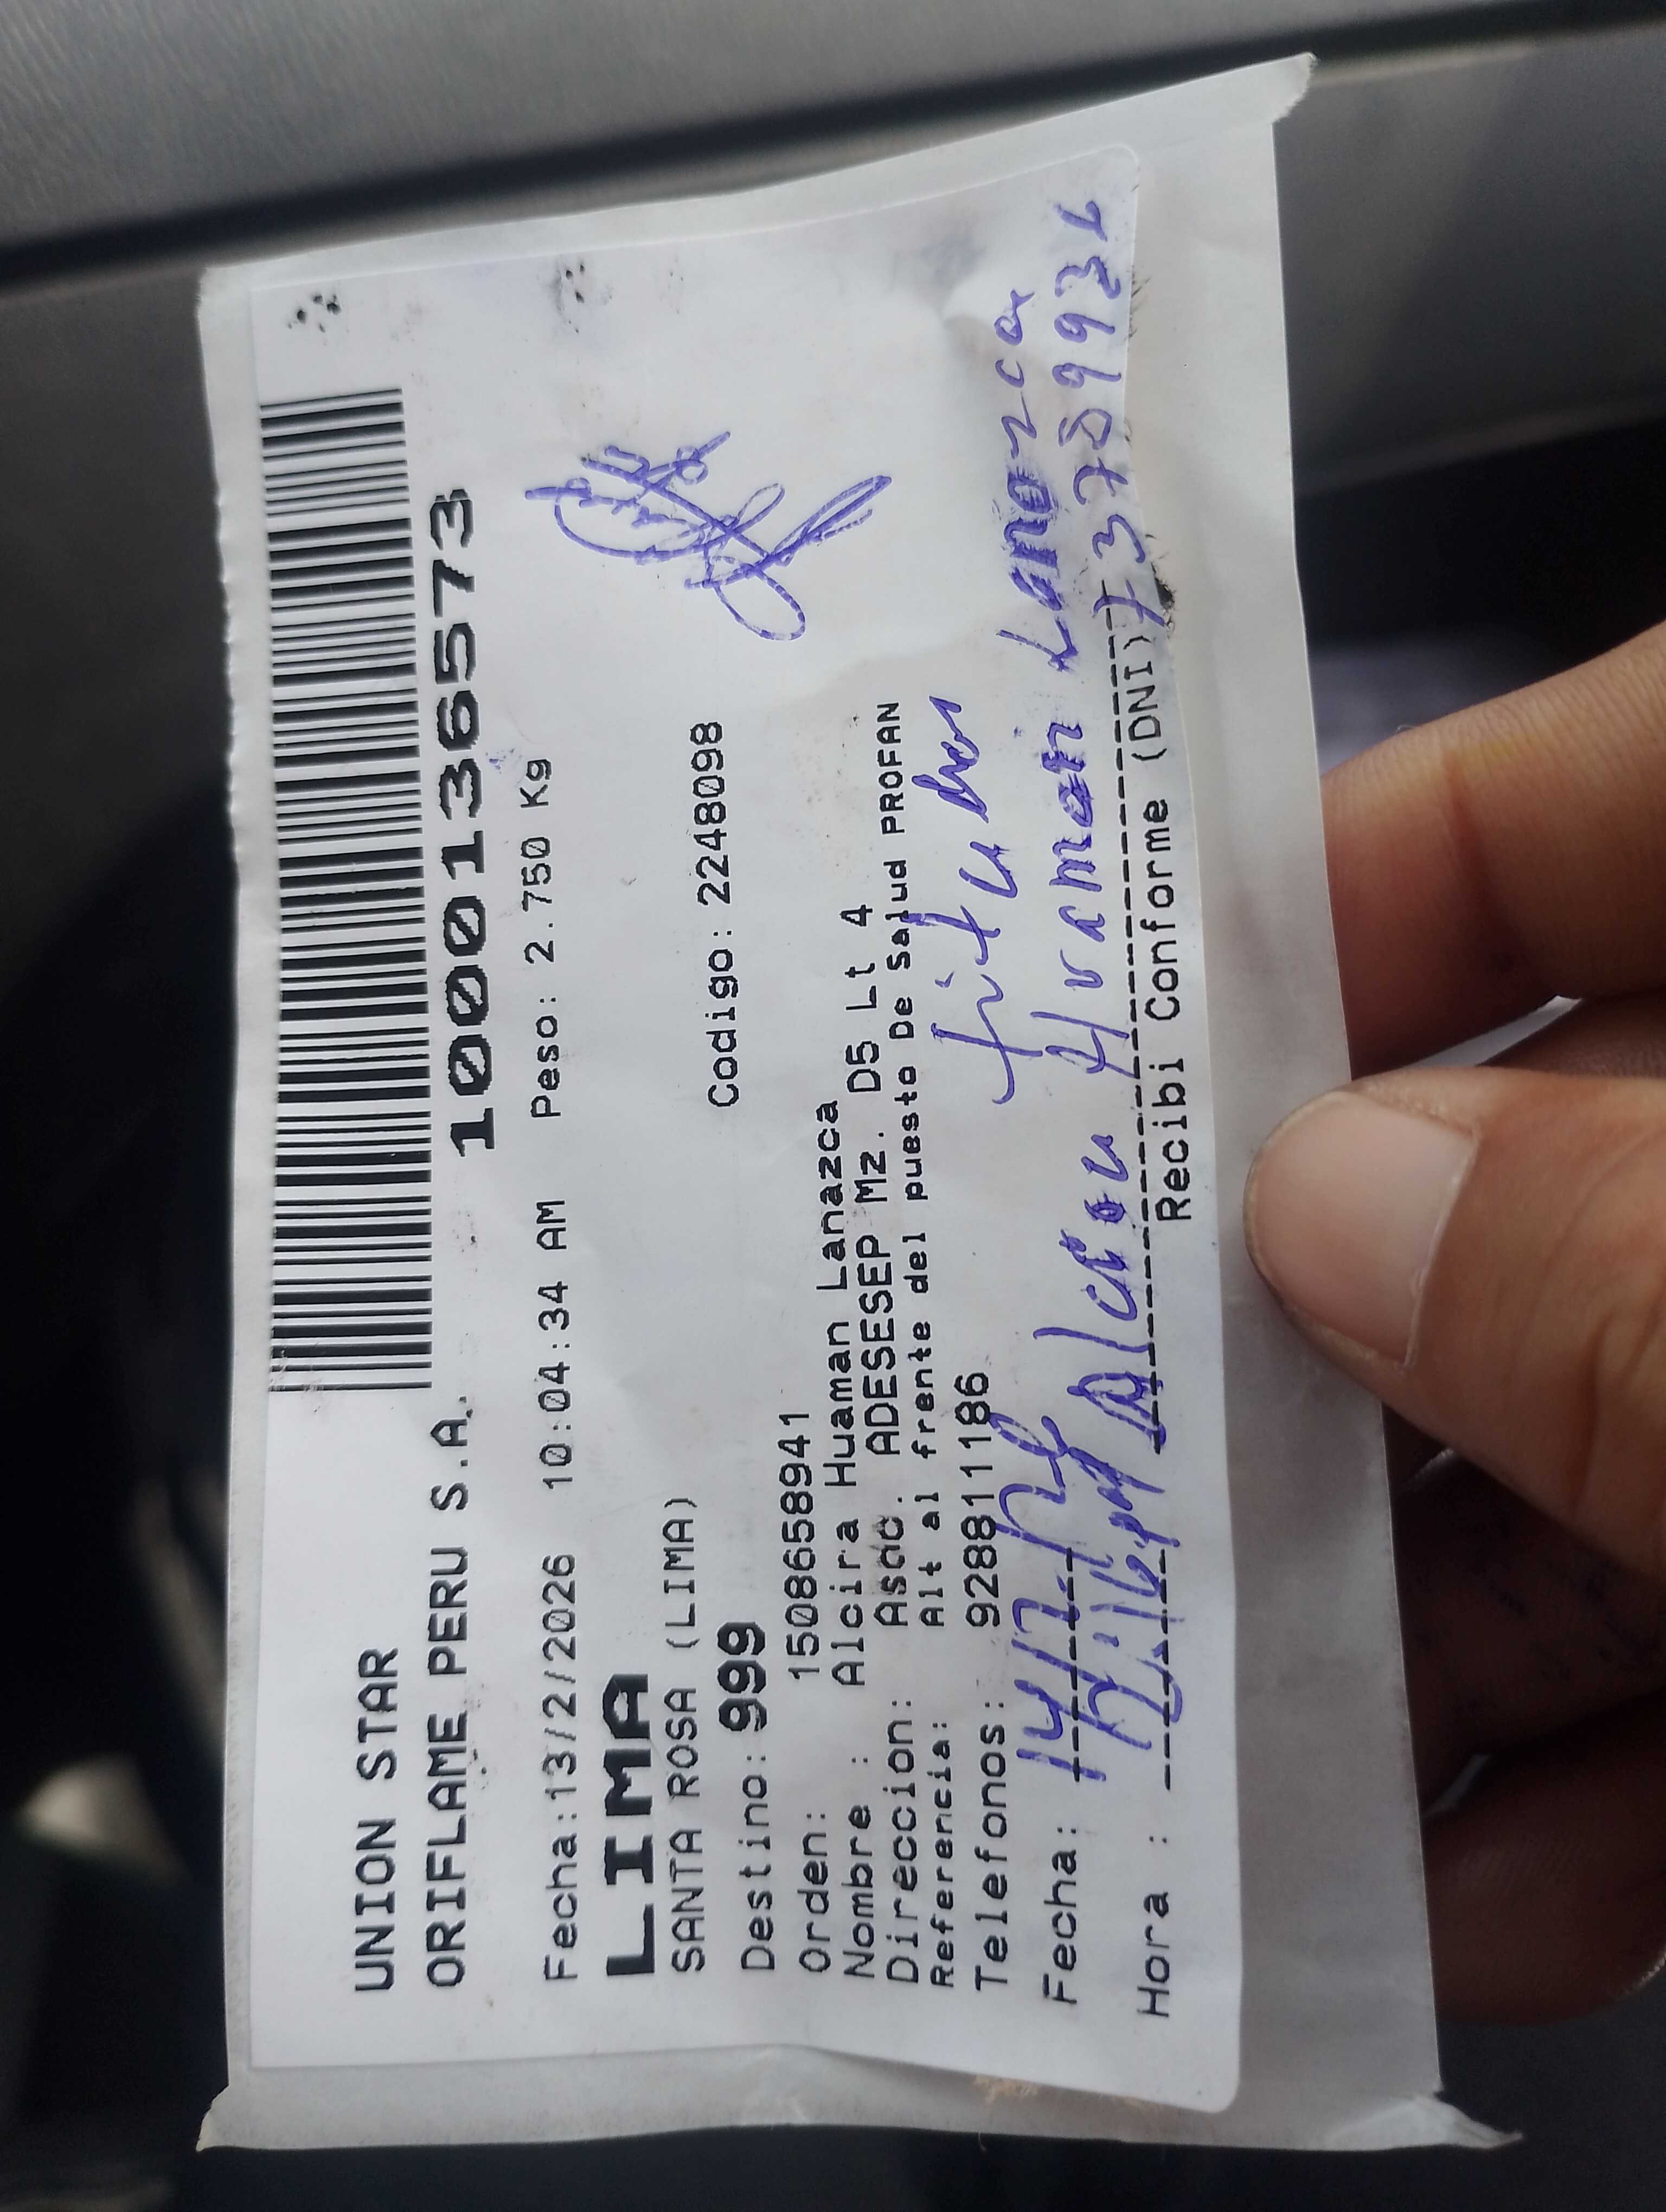 UNION STAR
ORIFLAME PERU S.A.
1000136573
Fecha:13/2/2026 10:04:34 AM Peso: 2.750 Kg
LIMA
SANTA ROSA (LIMA)
Destino: 999 Codigo: 2248098
Orden: 1508658941
Nombre : Alcira Huaman Lanazca
Direccion: Asoc. ADESESEP Mz. D5 Lt 4
Referencia: Alt al frente del puesto De Salud PROFAN
Telefonos: 928811186
Fecha:
Huaman Lanazca
Hora :
Recibi Conforme (DNI)